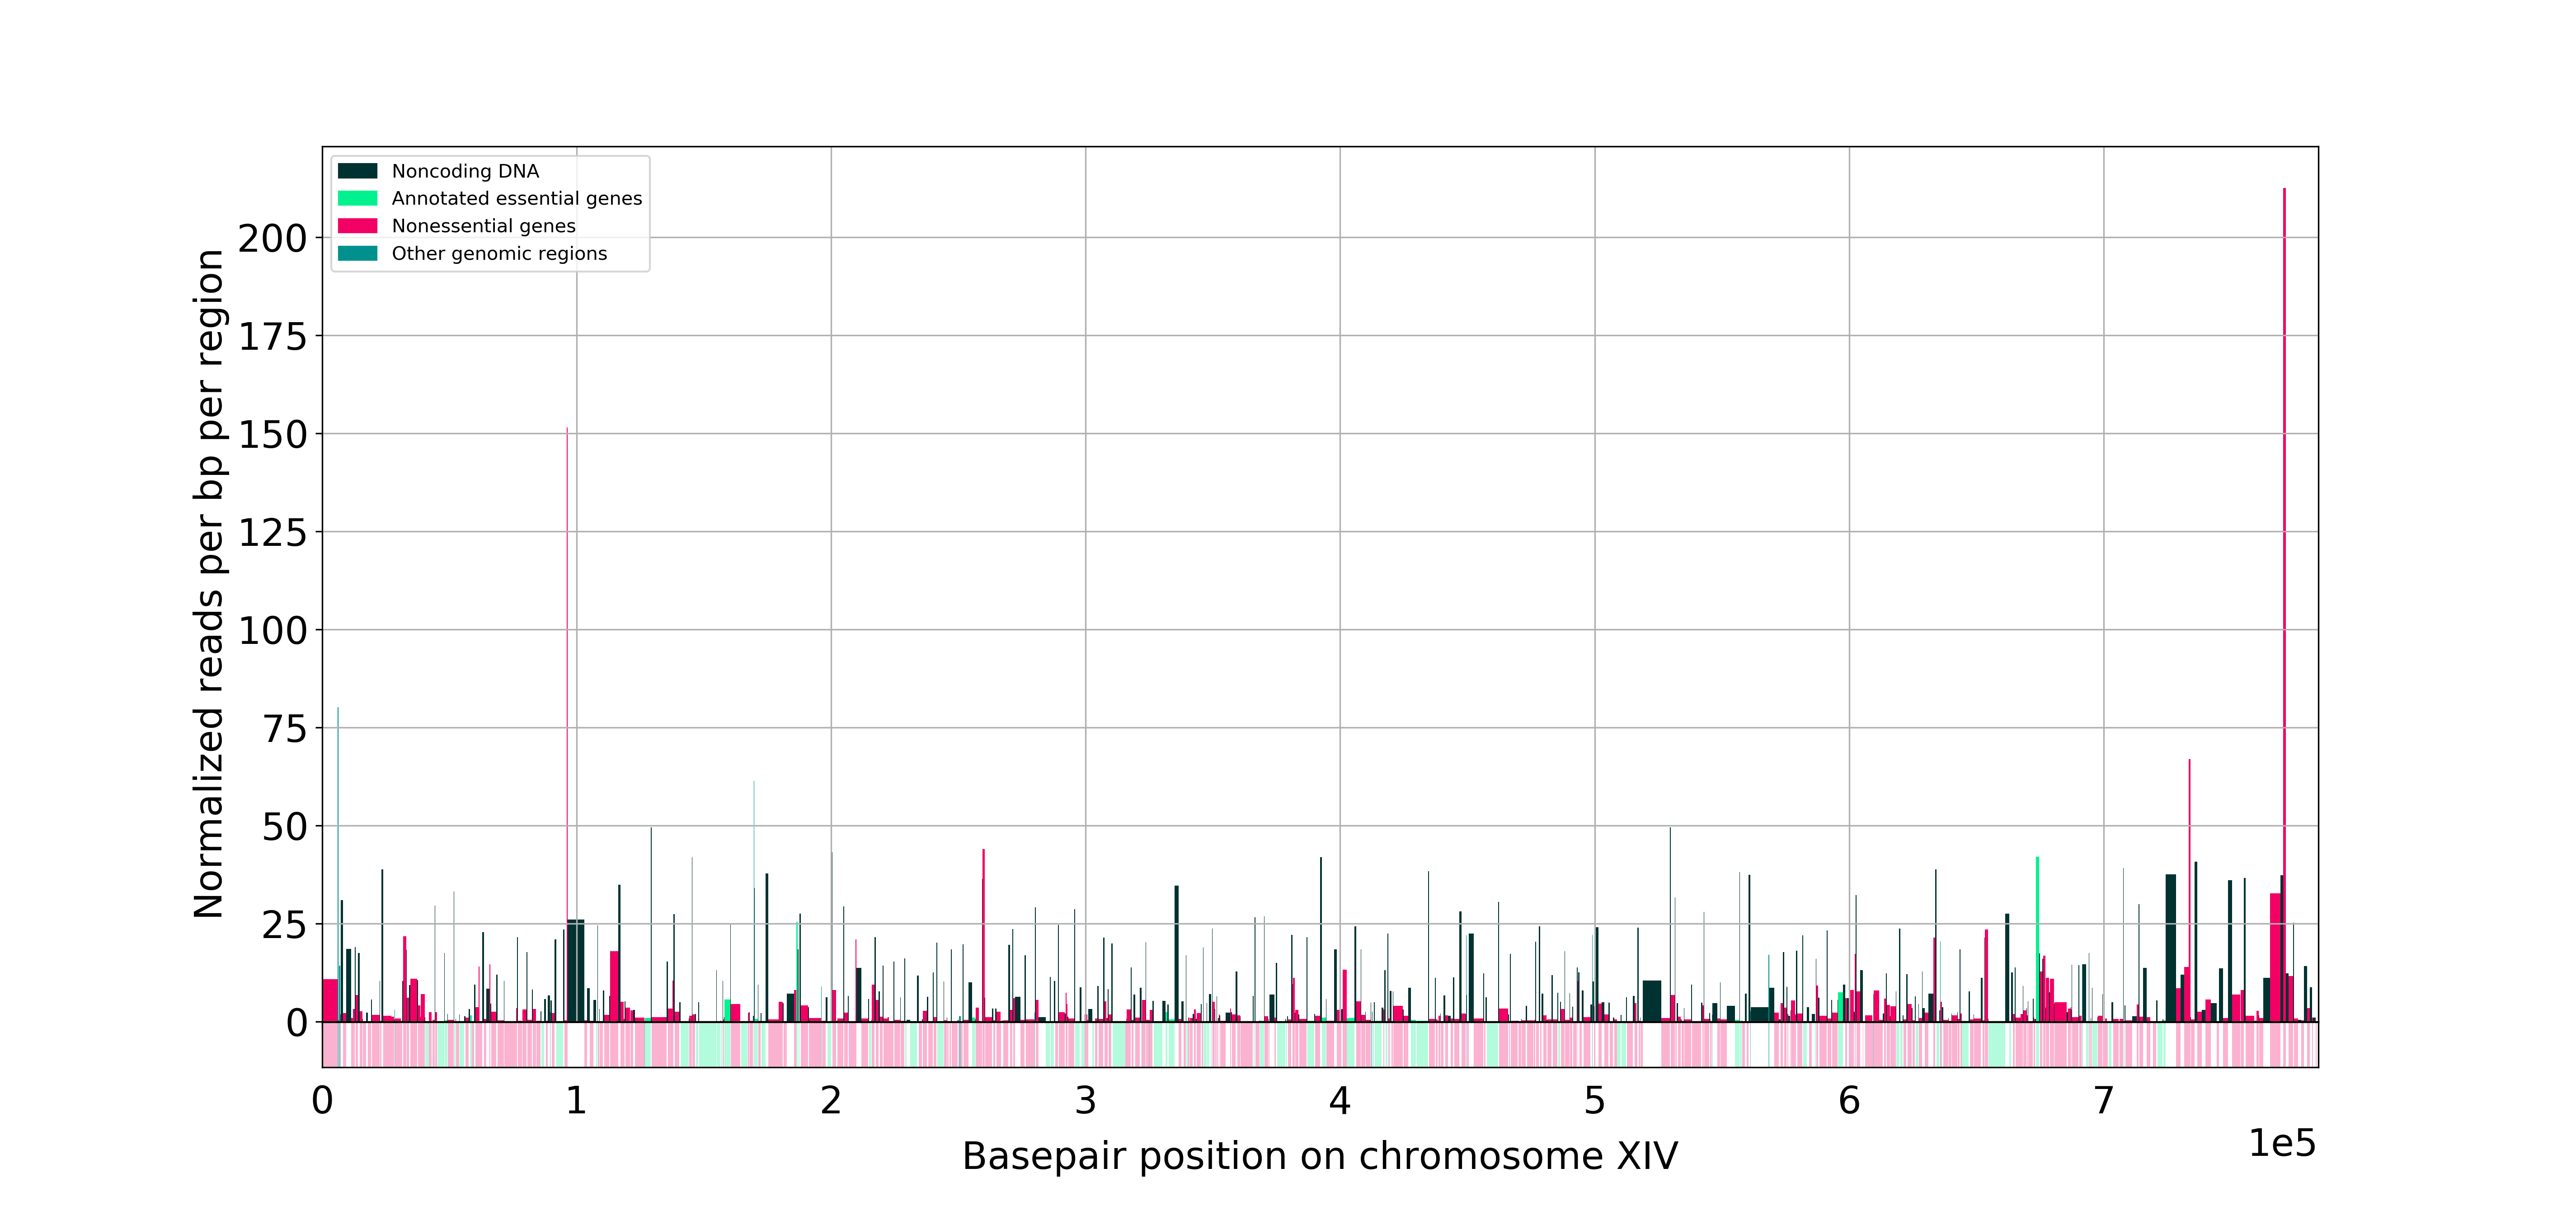 Noncoding DNA
Annotated essential genes
Nonessential genes
Other genomic regions
Normalized reads per bp per region
200
175
150
125
100
75
50
25
0
0 1 2 3 4 5 6 7
1e5
Basepair position on chromosome XIV